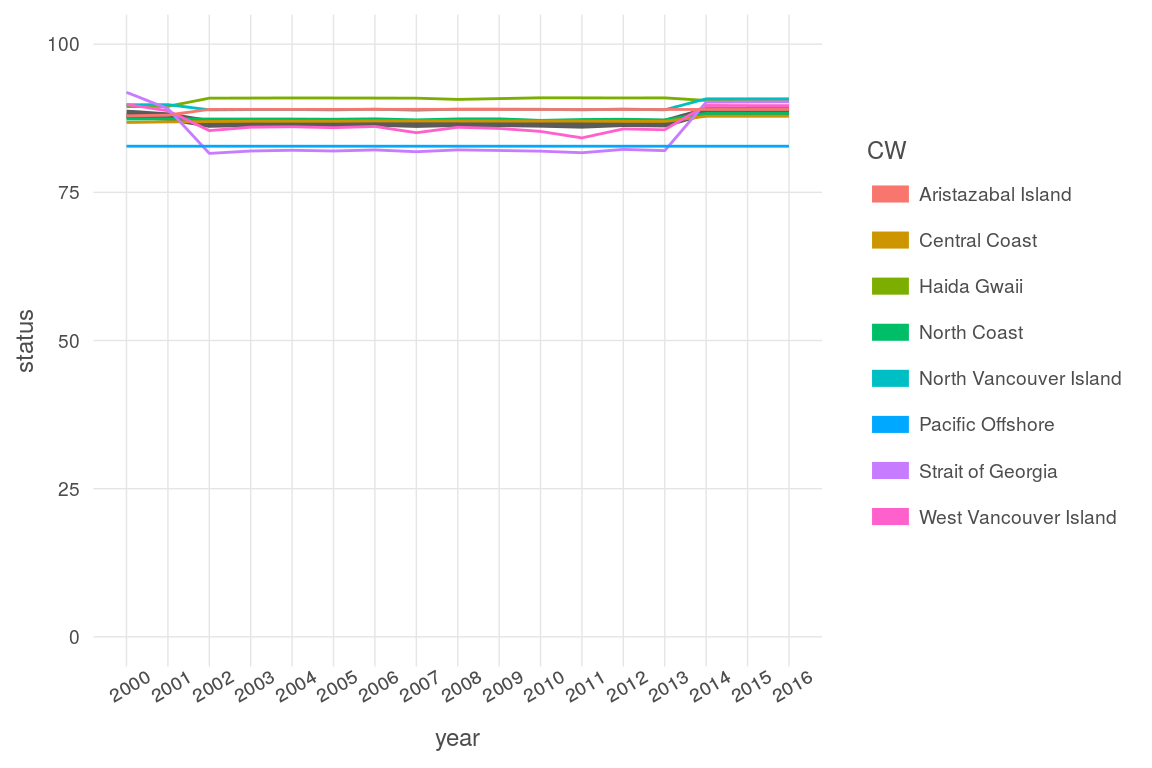 100
75
50
25
0
status
2000 2001 2002 2003 2004 2005 2006 2007 2008 2009 2010 2011 2012 2013 2014 2015 2016
year
CW
Aristazabal Island
Central Coast
Haida Gwaii
North Coast
North Vancouver Island
Pacific Offshore
Strait of Georgia
West Vancouver Island